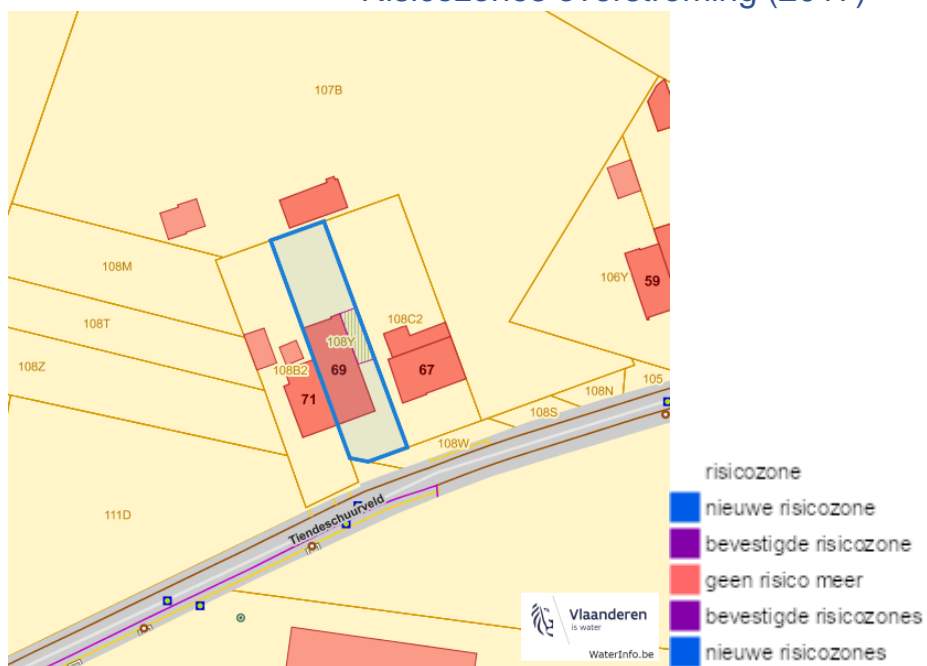 107B
108M
106Y
59
108T
108C2
108Y
108Z
108B2
69
67
105
71
108N
108S
108W
111D
Tiendeschuurveld
Vlaanderen
is water
WaterInfo.be
risicozone
nieuwe risicozone
bevestigde risicozone
geen risico meer
bevestigde risicozones
nieuwe risicozones